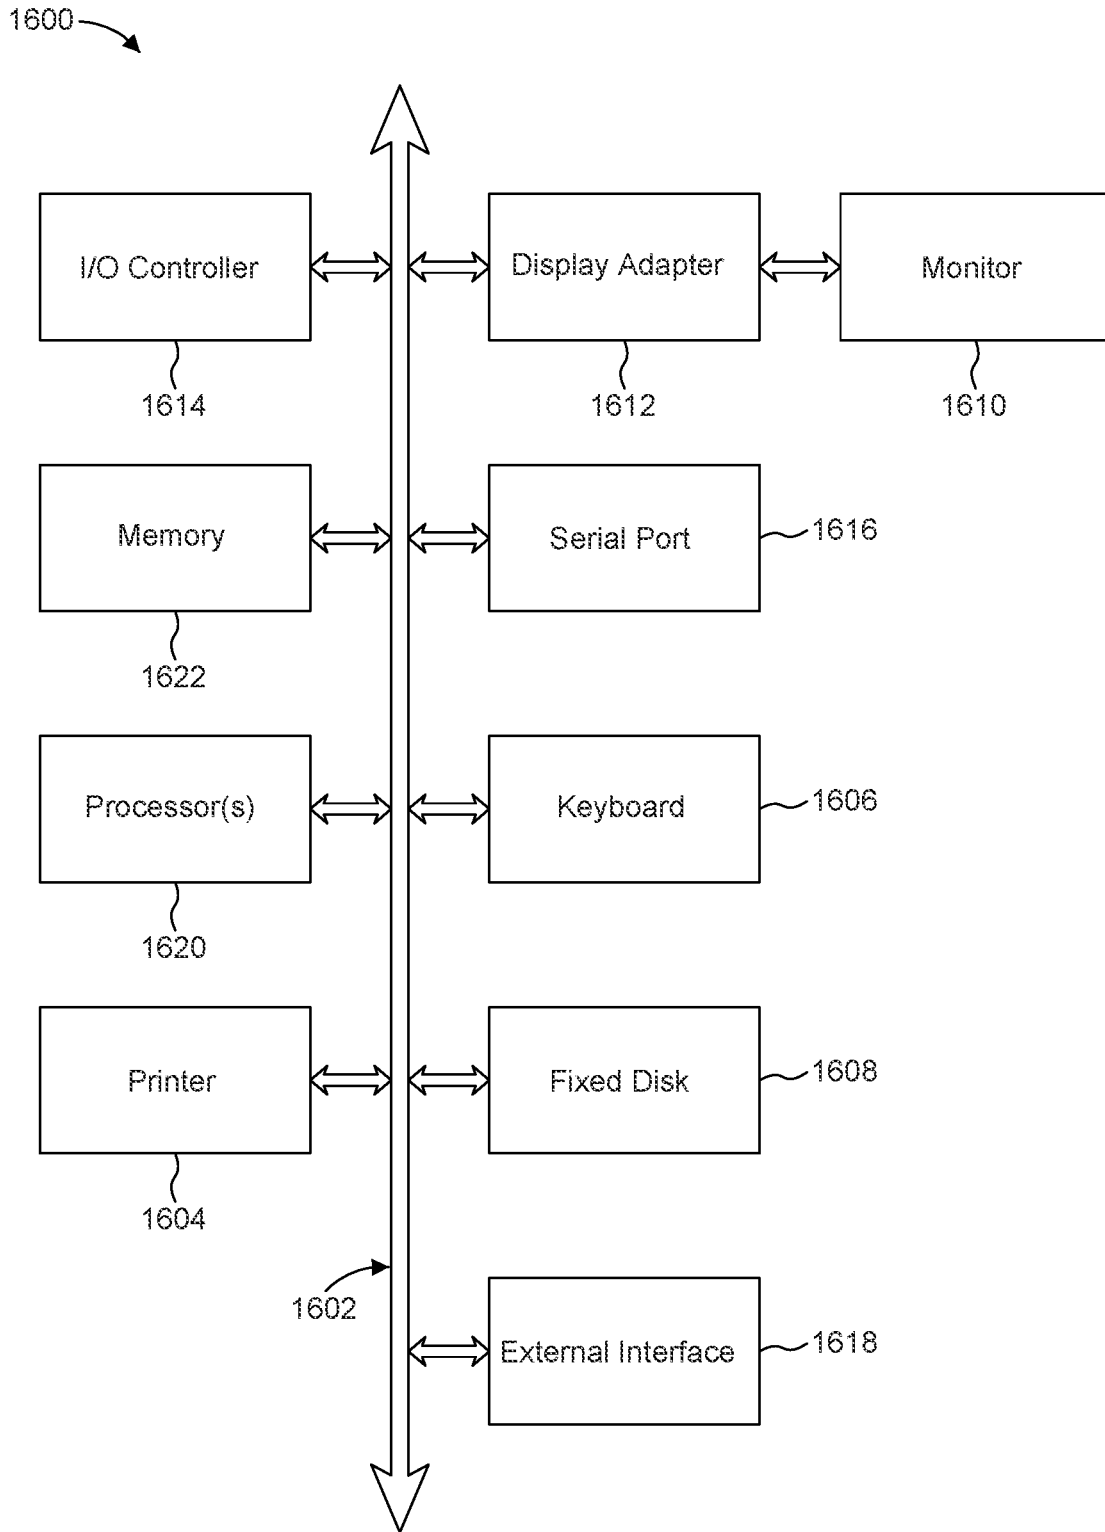 1600
I/O Controller
Display Adapter
Monitor
1614
1612
1610
Memory
Serial Port
1616
1622
Processor(s)
Keyboard
1606
1620
Printer
Fixed Disk
1608
1604
1602
External Interface
1618